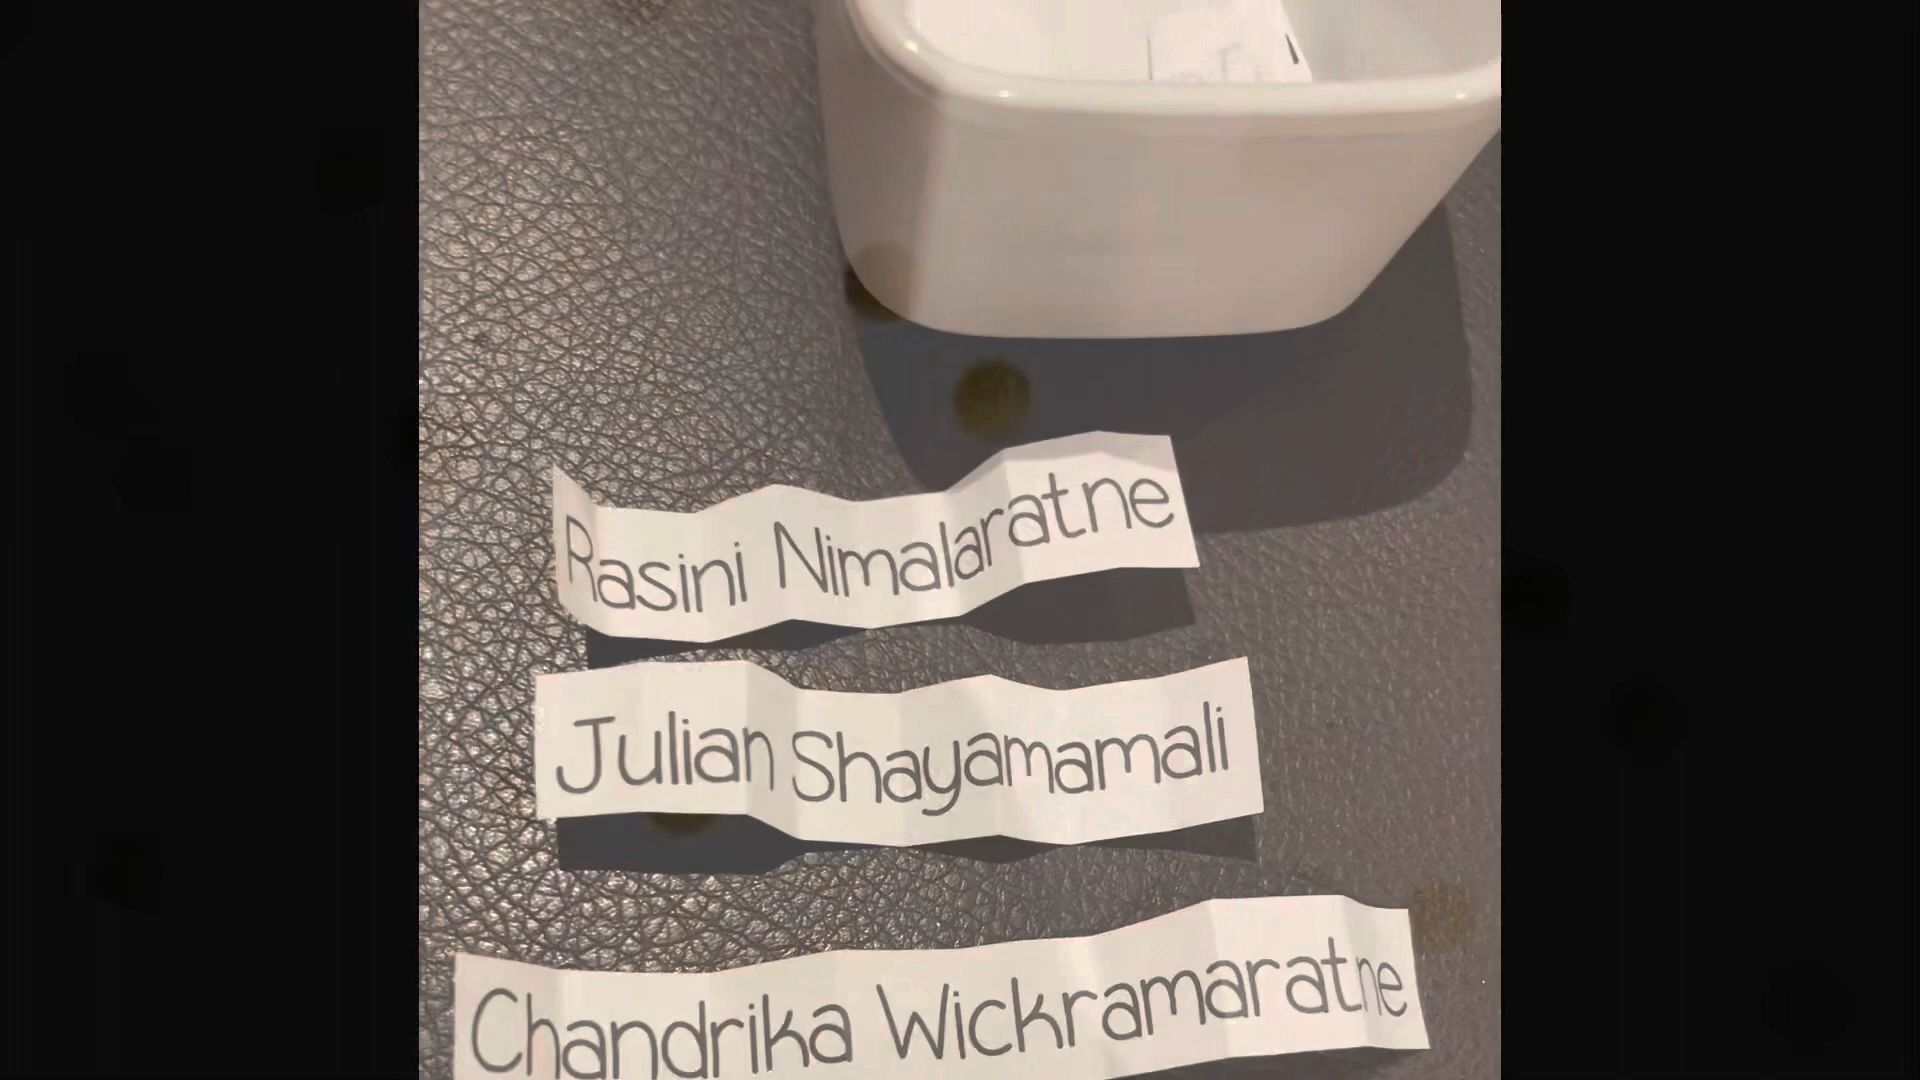 Rasini Nimalaratne
Julian Shayamamali
Chandrika Wickramaratne